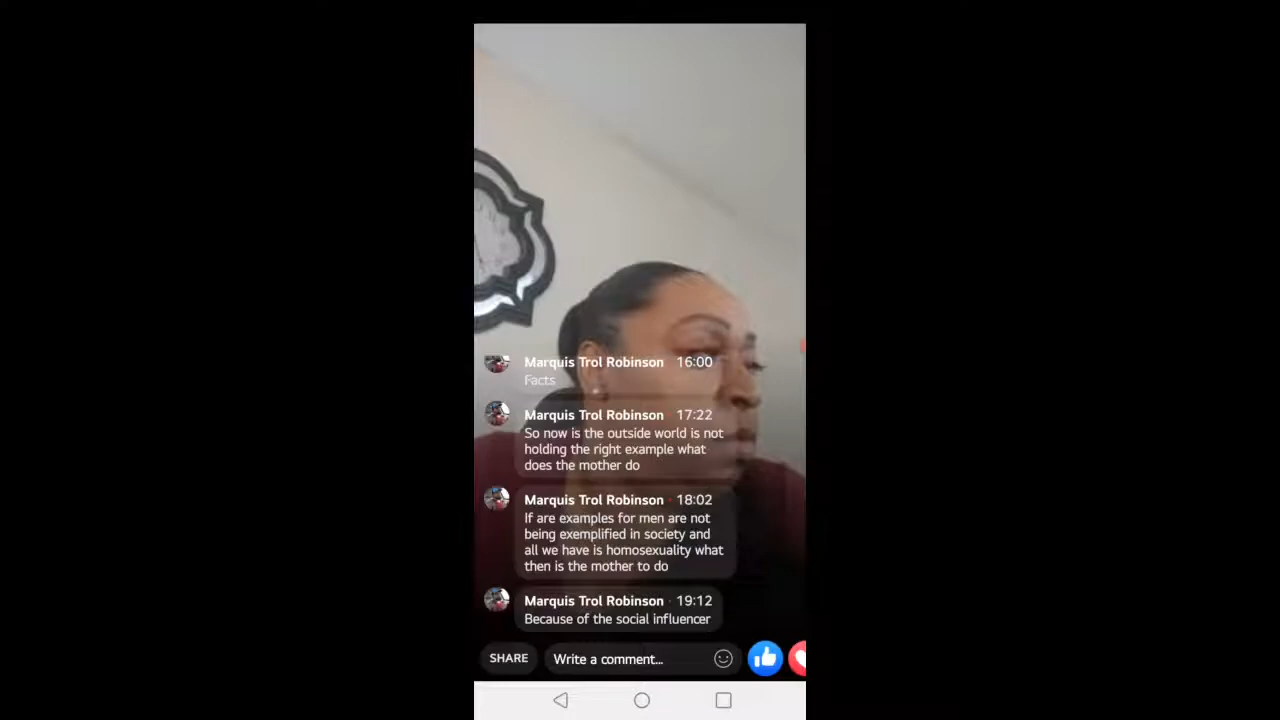 Marquis Trol Robinson 16:00
Facts
Marquis Trol Robinson 17:22
So now is the outside world is not
holding the right example what
does the mother do
Marquis Trol Robinson · 18:02
If are examples for men are not
being exemplified in society and
all we have is homosexuality what
then is the mother to do
Marquis Trol Robinson · 19:12
Because of the social influencer
SHARE
Write a comment...